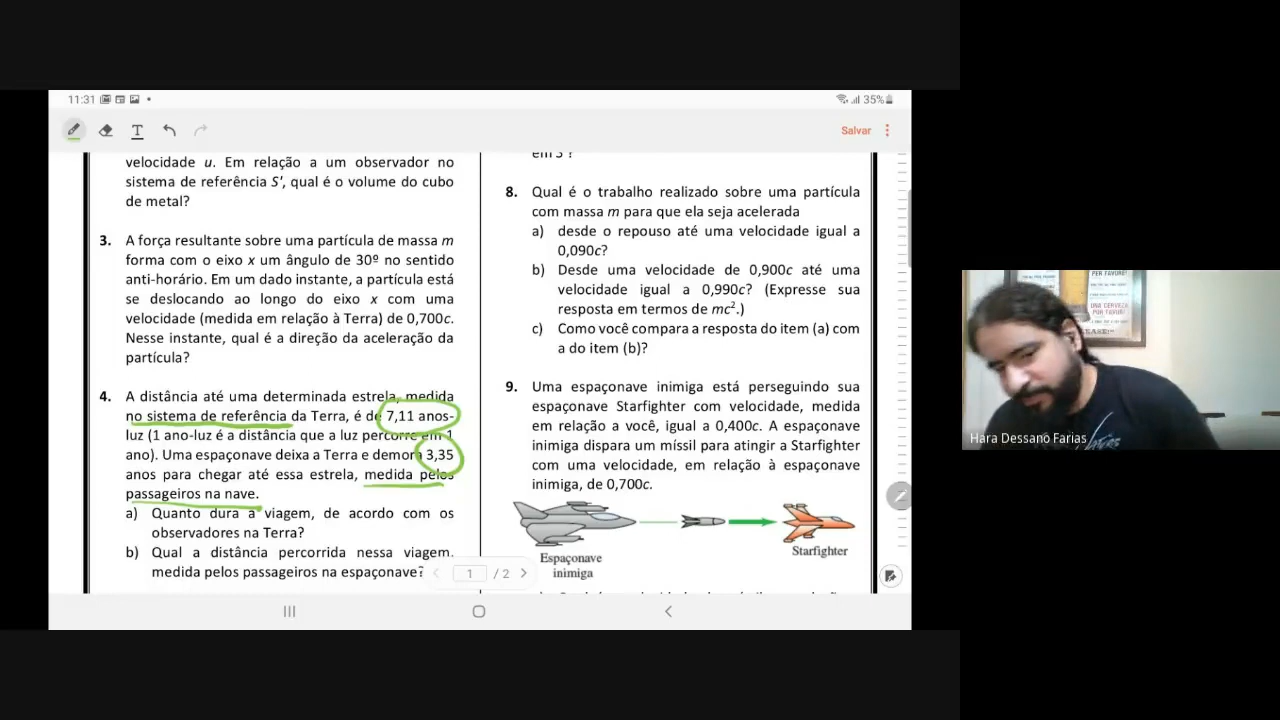 11:31
35%
Salvar
velocidade u. Em relação a um observador no
sistema de referência S', qual é o volume do cubo
de metal?
3. A força resultante sobre uma partícula de massa m
forma com o eixo x um ângulo de 30º no sentido
anti-horário. Em um dado instante, a partícula está
se deslocando ao longo do eixo x com uma
Nesse instante, qual é a direção da aceleração da
partícula?
4. A distância até uma determinada estrela, medida
no sistema de referência da Terra, é de 7,11 anos-
luz (1 ano-luz é a distância que a luz percorre em 1
ano). Uma espaçonave deixa a Terra e demora 3,35
anos para chegar até essa estrela, medida pelos
passageiros na nave.
a) Quanto dura a viagem, de acordo com os
observadores na Terra?
b) Qual a distância percorrida nessa viagem,
medida pelos passageiros na espaçonave?
em S'?
8. Qual é o trabalho realizado sobre uma partícula
com massa m para que ela seja acelerada
a) desde o repouso até uma velocidade igual a
0,090c?
b) Desde uma velocidade de 0,900c até uma
velocidade igual a 0,990c? (Expresse sua
resposta em termos de mc².)
c) Como você compara a resposta do item (a) com
a do item (b)?
9. Uma espaçonave inimiga está perseguindo sua
espaçonave Starfighter com velocidade, medida
em relação a você, igual a 0,400c. A espaçonave
inimiga dispara um míssil para atingir a Starfighter
com uma velocidade, em relação à espaçonave
inimiga, de 0,700c.
Espaçonave
inimiga
Starfighter
1 / 2
POR FAVOR!
UNA CERVEZA
POR FAVOR!
Hara Dessano Farias